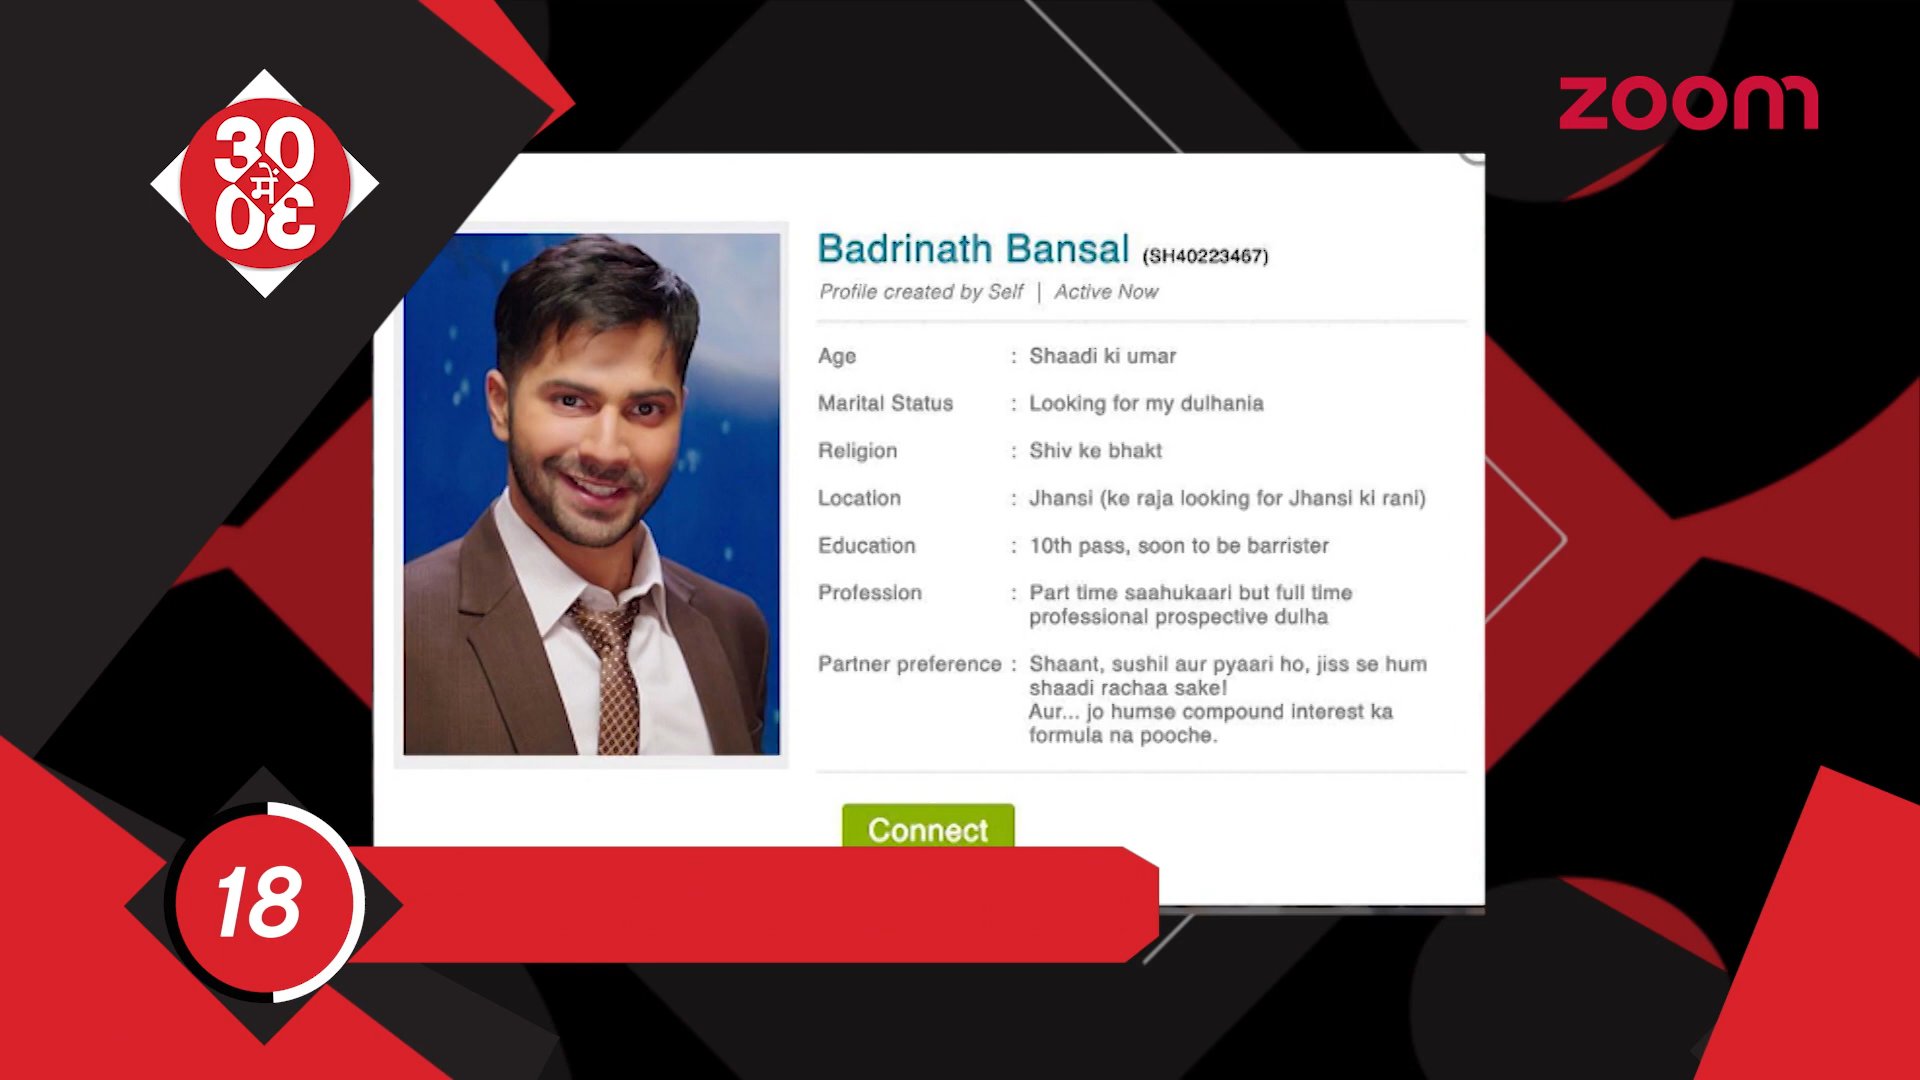 30
में
30
zoom
Badrinath Bansal (SH40223467)
Profile created by Self | Active Now
Age : Shaadi ki umar
Marital Status : Looking for my dulhania
Religion : Shiv ke bhakt
Location : Jhansi (ke raja looking for Jhansi ki rani)
Education : 10th pass, soon to be barrister
Profession : Part time saahukaari but full time
professional prospective dulha
Partner preference : Shaant, sushil aur pyaari ho, jiss se hum
shaadi rachaa sake!
Aur... jo humse compound interest ka
formula na pooche.
Connect
18